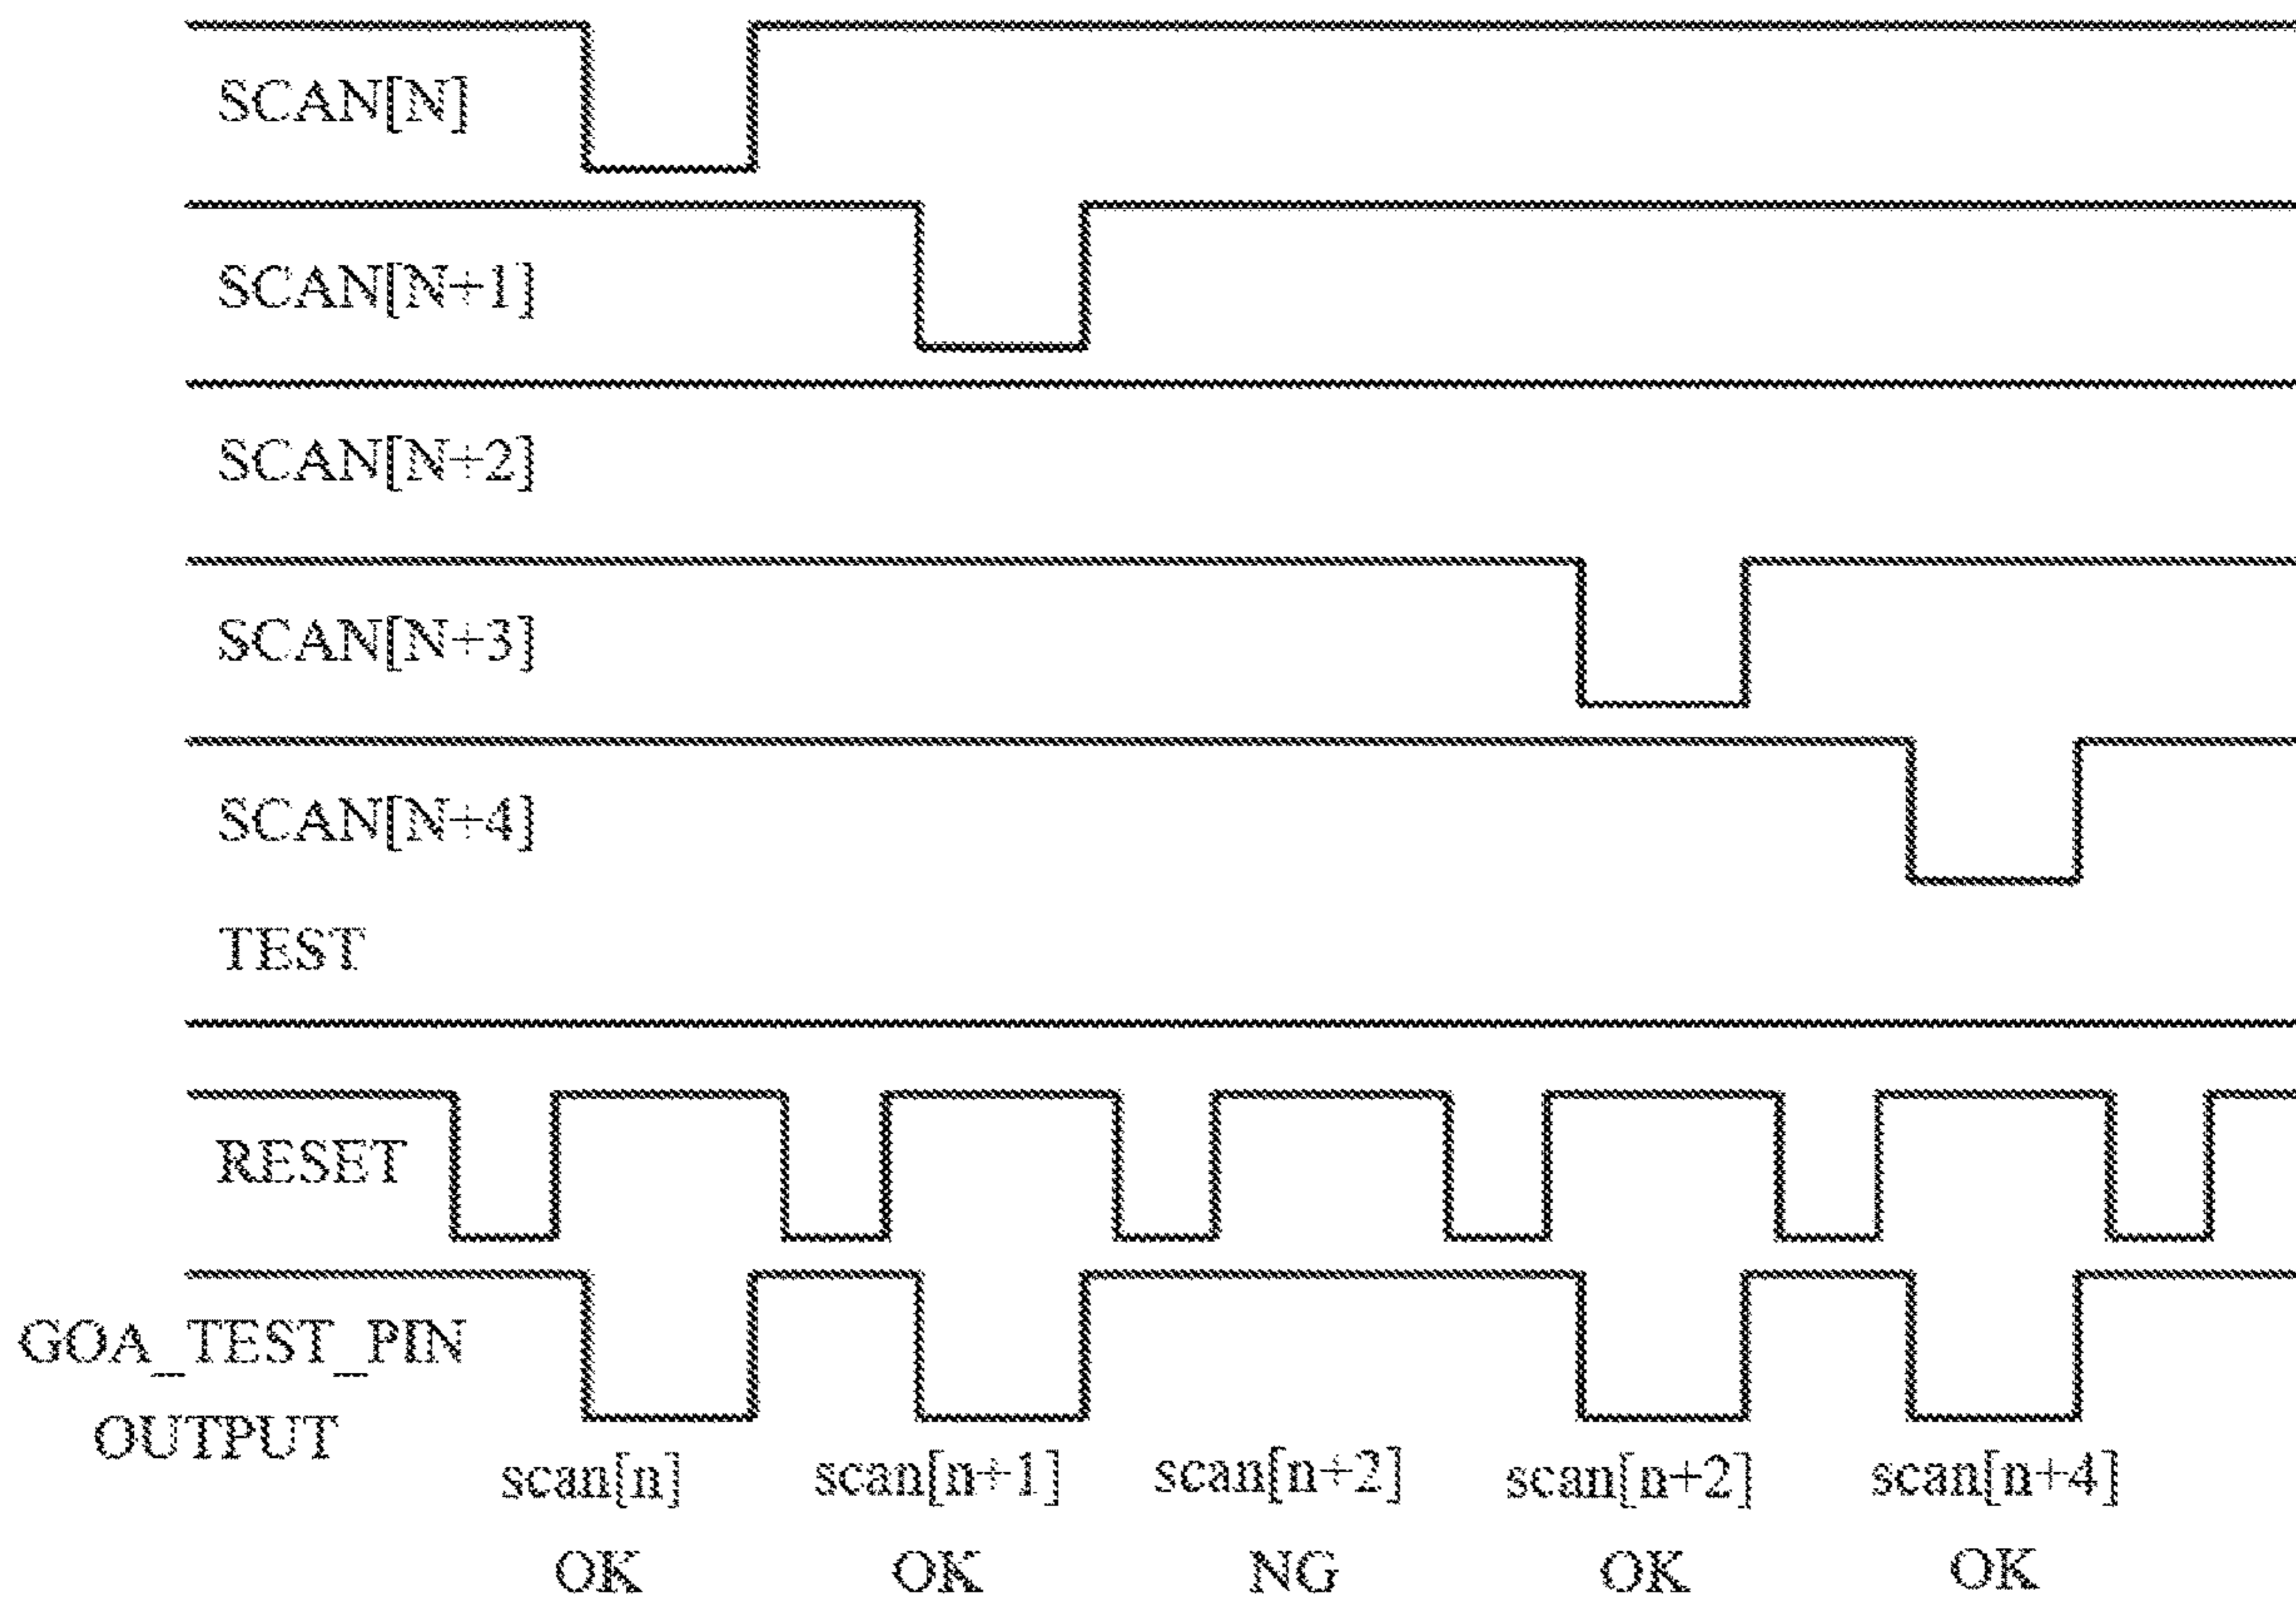 SCAN[N]
SCAN[N+1]
SCAN[N+2]
SCAN[N+3]
SCAN[N+4]
TEST
RESET
GOA_TEST_PIN
OUTPUT
scan[n] scan[n+1] scan[n+2] scan[n+2] scan[n+4]
OK OK NG OK OK